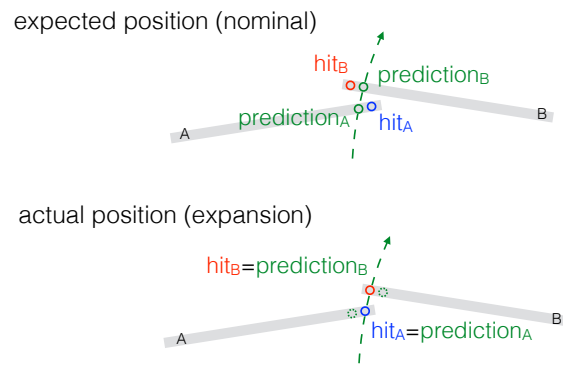 expected position (nominal)
hitB
predictionB
predictionA
hitA
A
B
actual position (expansion)
hitB=predictionB
hitA=predictionA
A
B